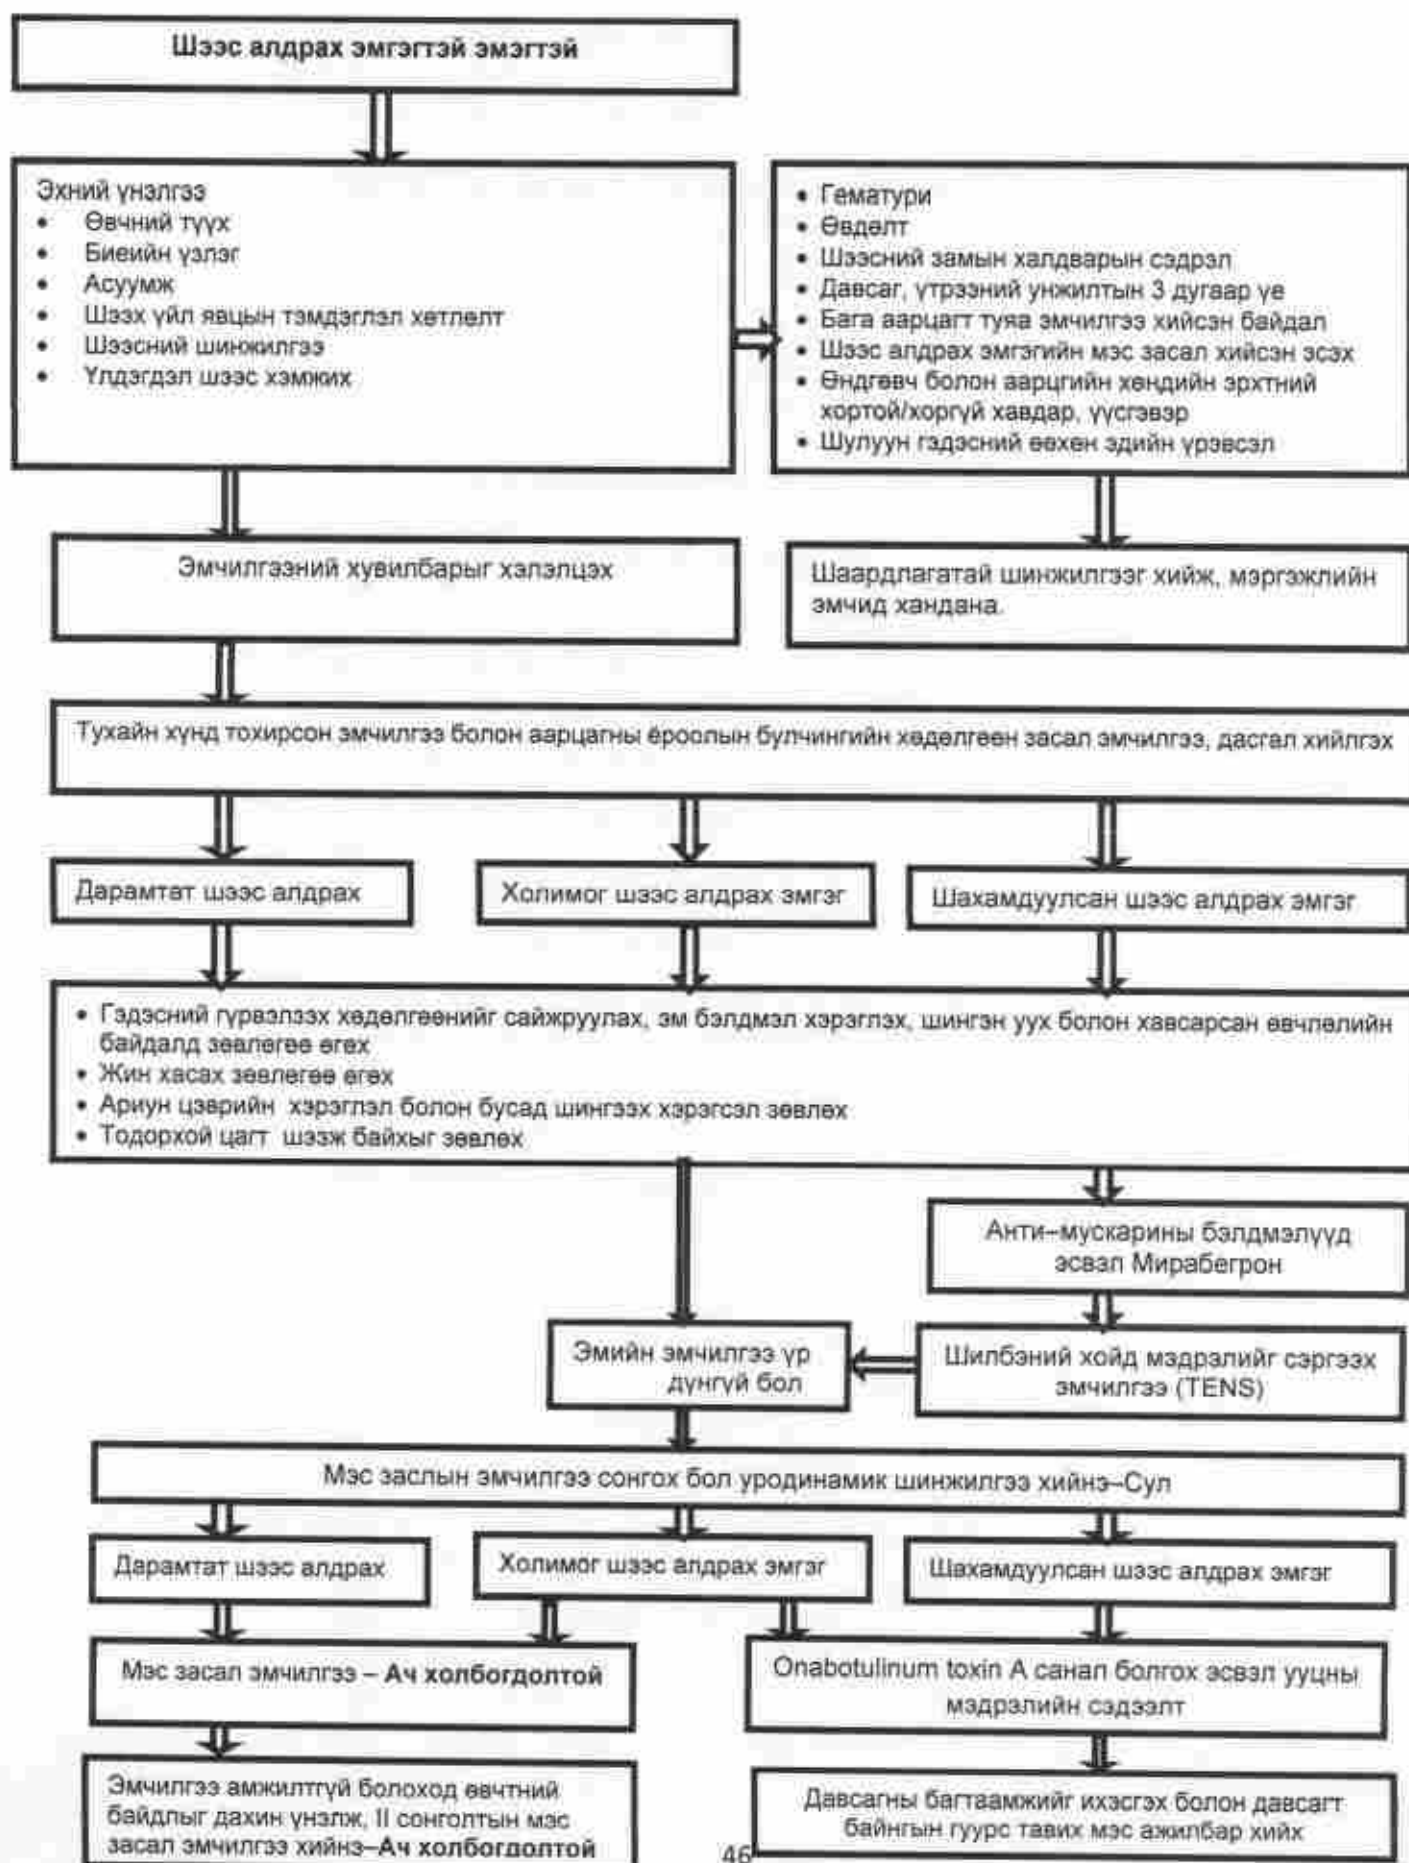 Шээс алдрах эмгэгтэй эмэгтэй
Эхний үнэлгээ
• Өвчний түүх
• Биеийн үзлэг
• Асуумж
• Шээх үйл явцын тэмдэглэл хөтлөлт
• Шээсний шинжилгээ
• Үлдэгдэл шээс хэмжих
• Гематури
• Өвдөлт
• Шээсний замын халдварын сэдрэл
• Давсаг, үтрээний унжилтын 3 дугаар үе
• Бага аарцагт туяа эмчилгээ хийсэн байдал
• Шээс алдрах эмгэгийн мэс засал хийсэн эсэх
• Өндгөвч болон аарцгийн хөндийн эрхтний
хортой/хоргүй хавдар, үүсгэвэр
• Шулуун гэдэсний өөхөн эдийн үрэвсэл
Эмчилгээний хувилбарыг хэлэлцэх
Шаардлагатай шинжилгээг хийж, мэргэжлийн
эмчид хандана.
Тухайн хүнд тохирсон эмчилгээ болон аарцагны ёроолын булчингийн хөдөлгөөн засал эмчилгээ, дасгал хийлгэх
Дарамтат шээс алдрах
Холимог шээс алдрах эмгэг
Шахамдуулсан шээс алдрах эмгэг
• Гэдэсний гүрвэлзэх хөдөлгөөнийг сайжруулах, эм бэлдмэл хэрэглэх, шингэн уух болон хавсарсан өвчлөлийн
байдалд зөвлөгөө өгөх
• Жин хасах зөвлөгөө өгөх
• Ариун цэврийн хэрэглэл болон бусад шингээх хэрэгсэл зөвлөх
• Тодорхой цагт шээж байхыг зөвлөх
Анти–мускарины бэлдмэлүүд
эсвэл Мирабегрон
Эмийн эмчилгээ үр
дүнгүй бол
Шилбэний хойд мэдрэлийг сэргээх
эмчилгээ (TENS)
Мэс заслын эмчилгээ сонгох бол уродинамик шинжилгээ хийнэ–Сул
Дарамтат шээс алдрах
Холимог шээс алдрах эмгэг
Шахамдуулсан шээс алдрах эмгэг
Мэс засал эмчилгээ – Ач холбогдолтой
Onabotulinum toxin A санал болгох эсвэл ууцны
мэдрэлийн сэдээлт
Эмчилгээ амжилтгүй болоход өвчтний
байдлыг дахин үнэлж, II сонголтын мэс
засал эмчилгээ хийнэ–Ач холбогдолтой
Давсагны багтаамжийг ихэсгэх болон давсагт
байнгын гуурс тавих мэс ажилбар хийх
46